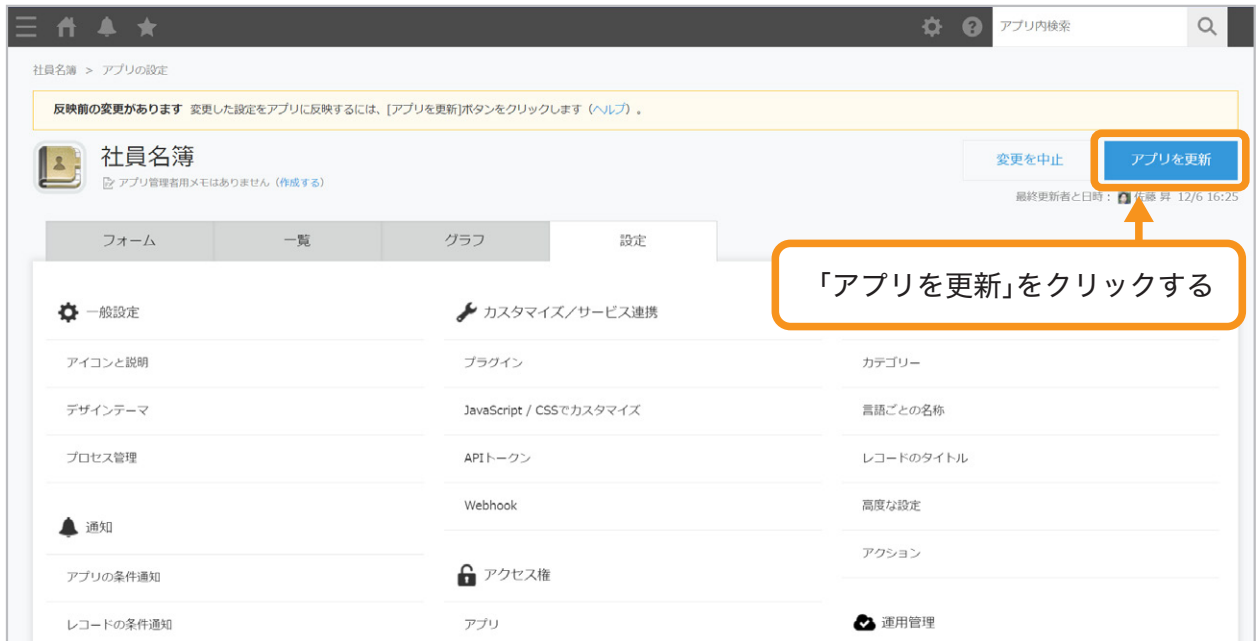 アプリ内検索
社員名簿 > アプリの設定
反映前の変更があります 変更した設定をアプリに反映するには、[アプリを更新]ボタンをクリックします（ヘルプ）。
社員名簿
アプリ管理者用メモはありません（作成する）
変更を中止
アプリを更新
最終更新者と日時： 佐藤 昇 12/6 16:25
フォーム
一覧
グラフ
設定
「アプリを更新」をクリックする
一般設定
アイコンと説明
デザインテーマ
プロセス管理
通知
アプリの条件通知
レコードの条件通知
カスタマイズ／サービス連携
プラグイン
JavaScript / CSSでカスタマイズ
APIトークン
Webhook
アクセス権
アプリ
カテゴリー
言語ごとの名称
レコードのタイトル
高度な設定
アクション
運用管理